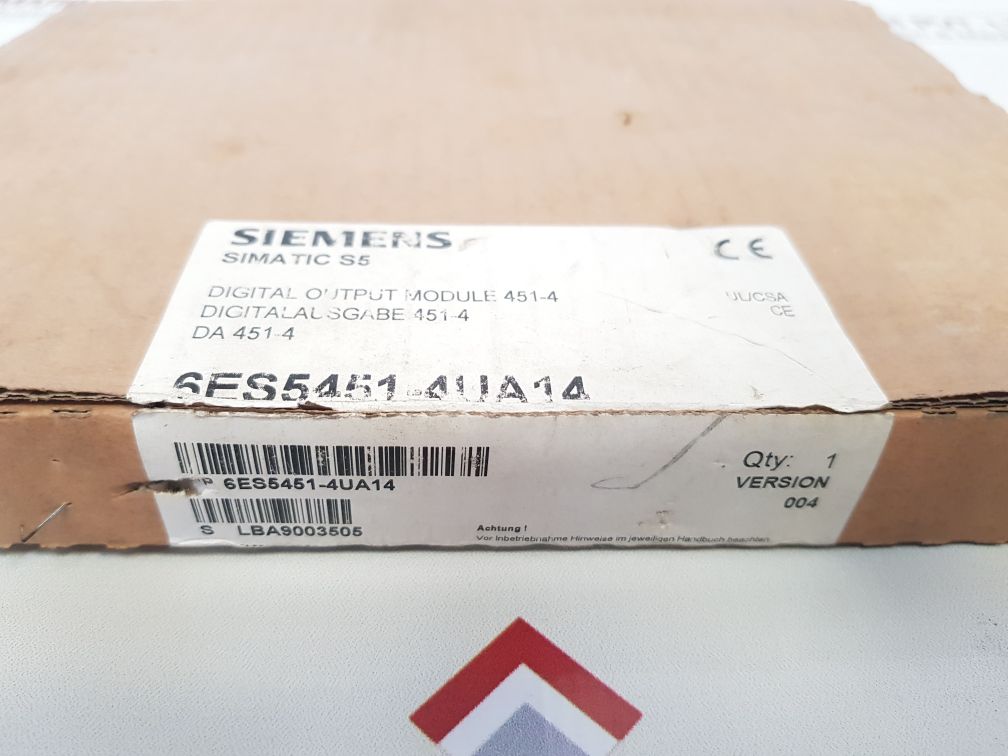 SIEMENS
SIMATIC S5
CE
DIGITAL OUTPUT MODULE 451-4
DIGITALAUSGABE 451-4
DA 451-4
UL/CSA
CE
6ES5451-4UA14
P 6ES5451-4UA14
S LBA9003505
Qty: 1
VERSION
004
Achtung !
Vor Inbetriebnahme Hinweise im jeweiligen Handbuch beachten.